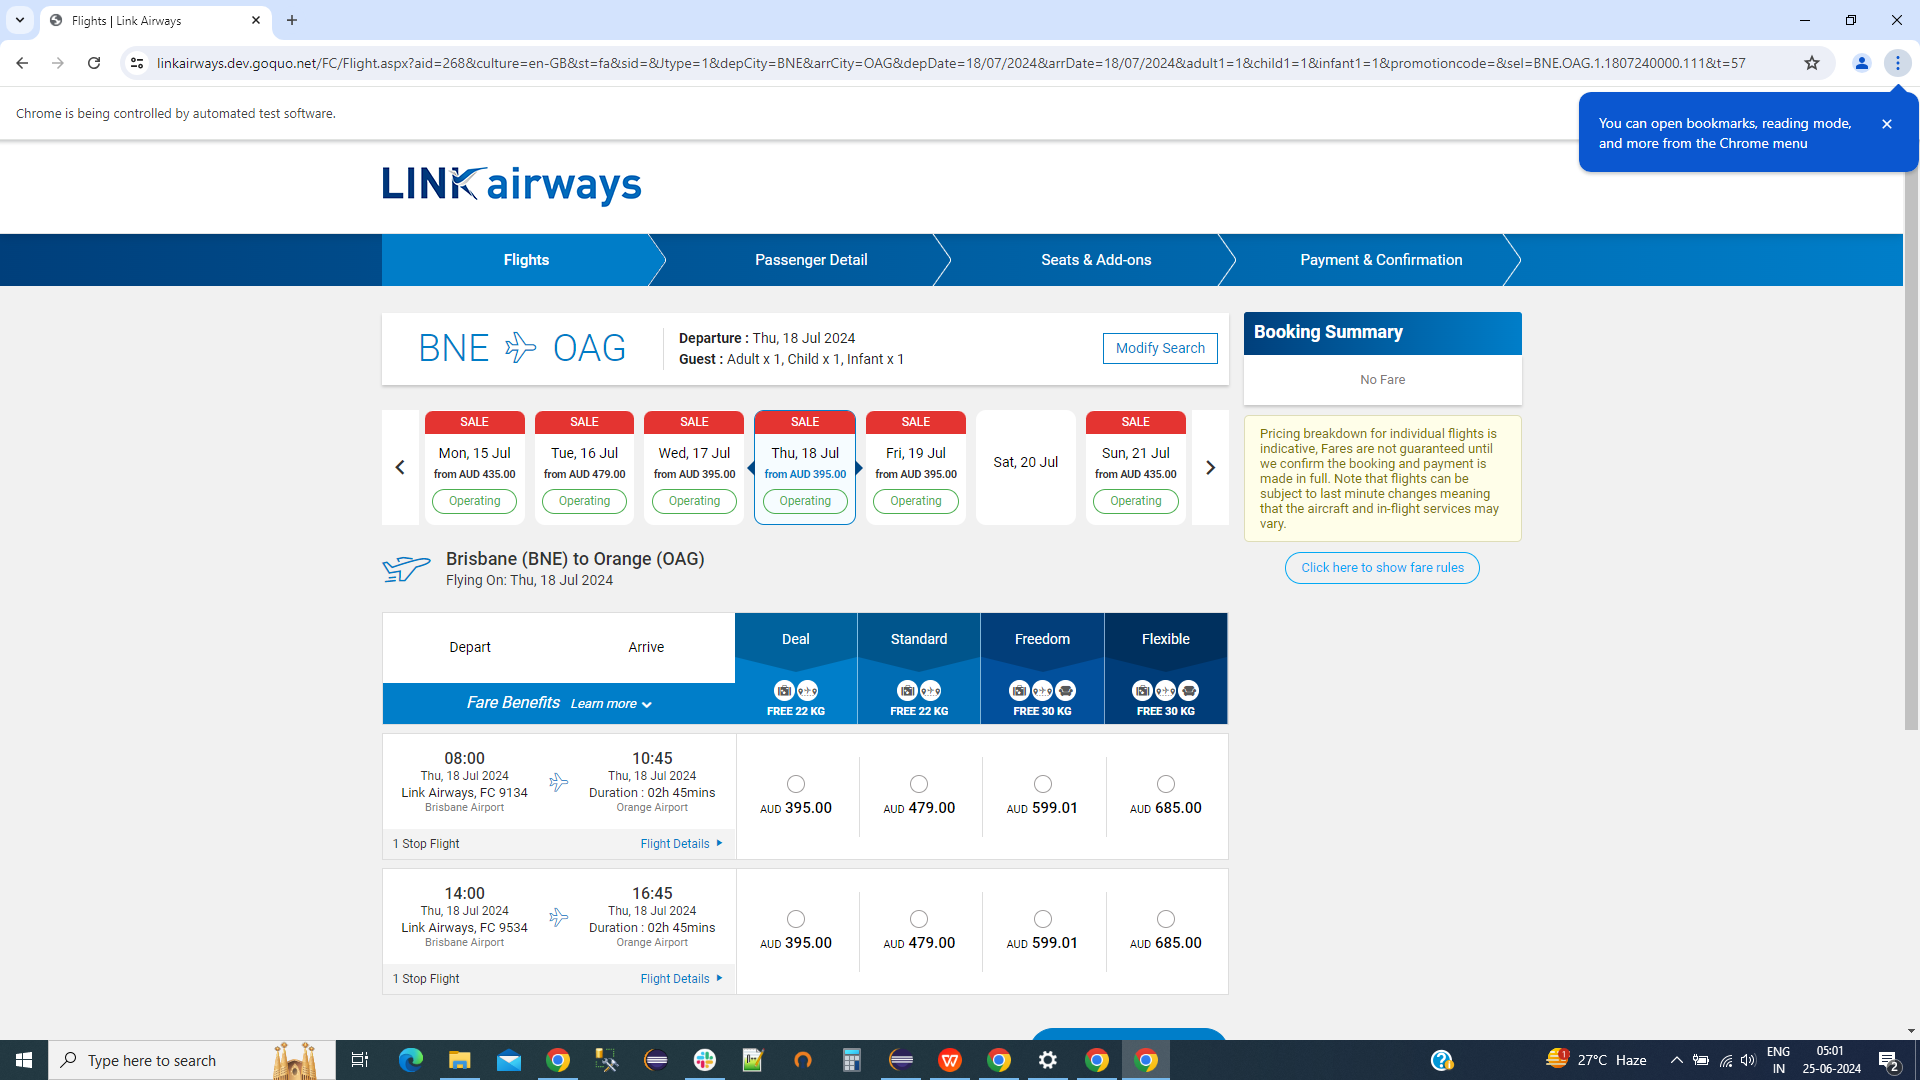 Flights | Link Airways
linkairways.dev.goquo.net/FC/Flight.aspx?aid=268&culture=en-GB&st=fa&sid=&Jtype=1&depCity=BNE&arrCity=OAG&depDate=18/07/2024&arrDate=18/07/2024&adult1=1&child1=1&infant1=1&promotioncode=&sel=BNE.OAG.1.1807240000.111&t=57
Chrome is being controlled by automated test software.
You can open bookmarks, reading mode,
and more from the Chrome menu
LINK airways
Flights
Passenger Detail
Seats & Add-ons
Payment & Confirmation
BNE OAG
Departure : Thu, 18 Jul 2024
Guest : Adult x 1, Child x 1, Infant x 1
Modify Search
Booking Summary
No Fare
SALE SALE SALE SALE SALE SALE
Mon, 15 Jul Tue, 16 Jul Wed, 17 Jul Thu, 18 Jul Fri, 19 Jul Sat, 20 Jul Sun, 21 Jul
from AUD 435.00 from AUD 479.00 from AUD 395.00 from AUD 395.00 from AUD 395.00 from AUD 435.00
Operating Operating Operating Operating Operating Operating
Pricing breakdown for individual flights is
indicative, Fares are not guaranteed until
we confirm the booking and payment is
made in full. Note that flights can be
subject to last minute changes meaning
that the aircraft and in-flight services may
vary.
Click here to show fare rules
Brisbane (BNE) to Orange (OAG)
Flying On: Thu, 18 Jul 2024
Depart Arrive Deal Standard Freedom Flexible
Fare Benefits Learn more
FREE 22 KG FREE 22 KG FREE 30 KG FREE 30 KG
08:00 10:45
Thu, 18 Jul 2024 Thu, 18 Jul 2024
Link Airways, FC 9134 Duration : 02h 45mins
Brisbane Airport Orange Airport
AUD 395.00 AUD 479.00 AUD 599.01 AUD 685.00
1 Stop Flight Flight Details
14:00 16:45
Thu, 18 Jul 2024 Thu, 18 Jul 2024
Link Airways, FC 9534 Duration : 02h 45mins
Brisbane Airport Orange Airport
AUD 395.00 AUD 479.00 AUD 599.01 AUD 685.00
1 Stop Flight Flight Details
Type here to search
1
27°C Haze
ENG
IN
05:01
25-06-2024
2